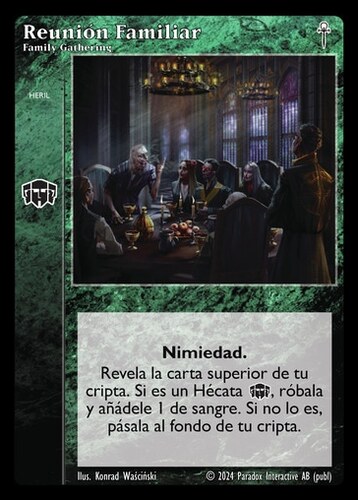 Reunión Familiar
Family Gathering
HERIL
Nimiedad.
Revela la carta superior de tu
cripta. Si es un Hécata, róbala
y añádele 1 de sangre. Si no lo es,
pásala al fondo de tu cripta.
Ilus. Konrad Waściński © 2024 Paradox Interactive AB (publ)